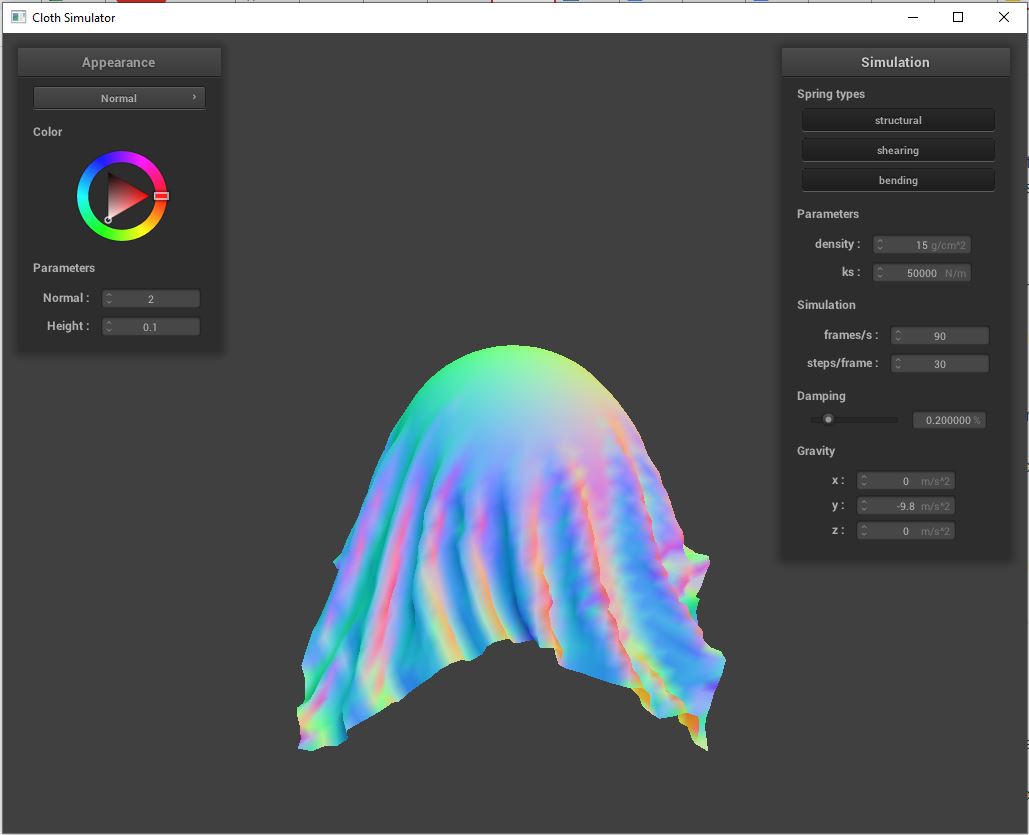 Cloth Simulator
Appearance
Normal
Color
Parameters
Normal : 2
Height : 0.1
Simulation
Spring types
structural
shearing
bending
Parameters
density : 15 g/cm^2
ks : 50000 N/m
Simulation
frames/s : 90
steps/frame : 30
Damping
0.200000 %
Gravity
x : 0 m/s^2
y : -9.8 m/s^2
z : 0 m/s^2